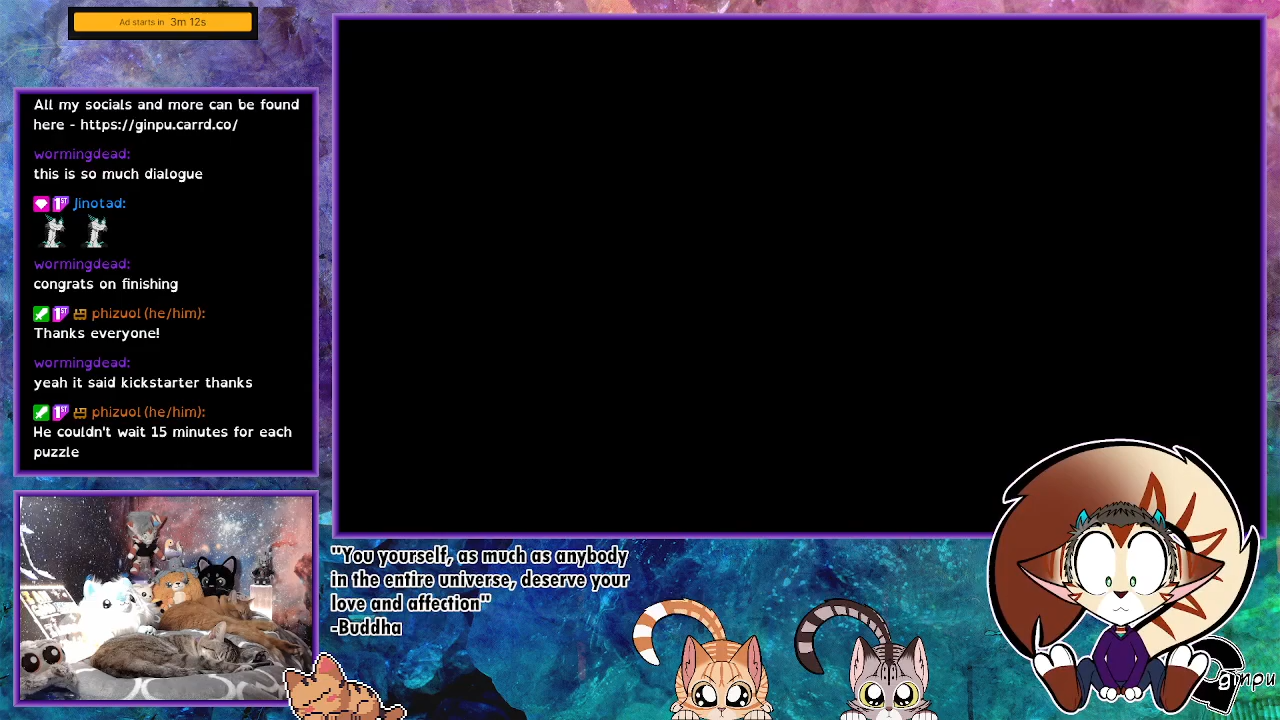 Ad starts in 3m 12s
All my socials and more can be found
here - https://ginpu.carrd.co/
wormingdead:
this is so much dialogue
1ST Jinotad:
wormingdead:
congrats on finishing
1ST phizuol (he/him):
Thanks everyone!
wormingdead:
yeah it said kickstarter thanks
1ST phizuol (he/him):
He couldn't wait 15 minutes for each
puzzle
"You yourself, as much as anybody
in the entire universe, deserve your
love and affection"
-Buddha
ginpu